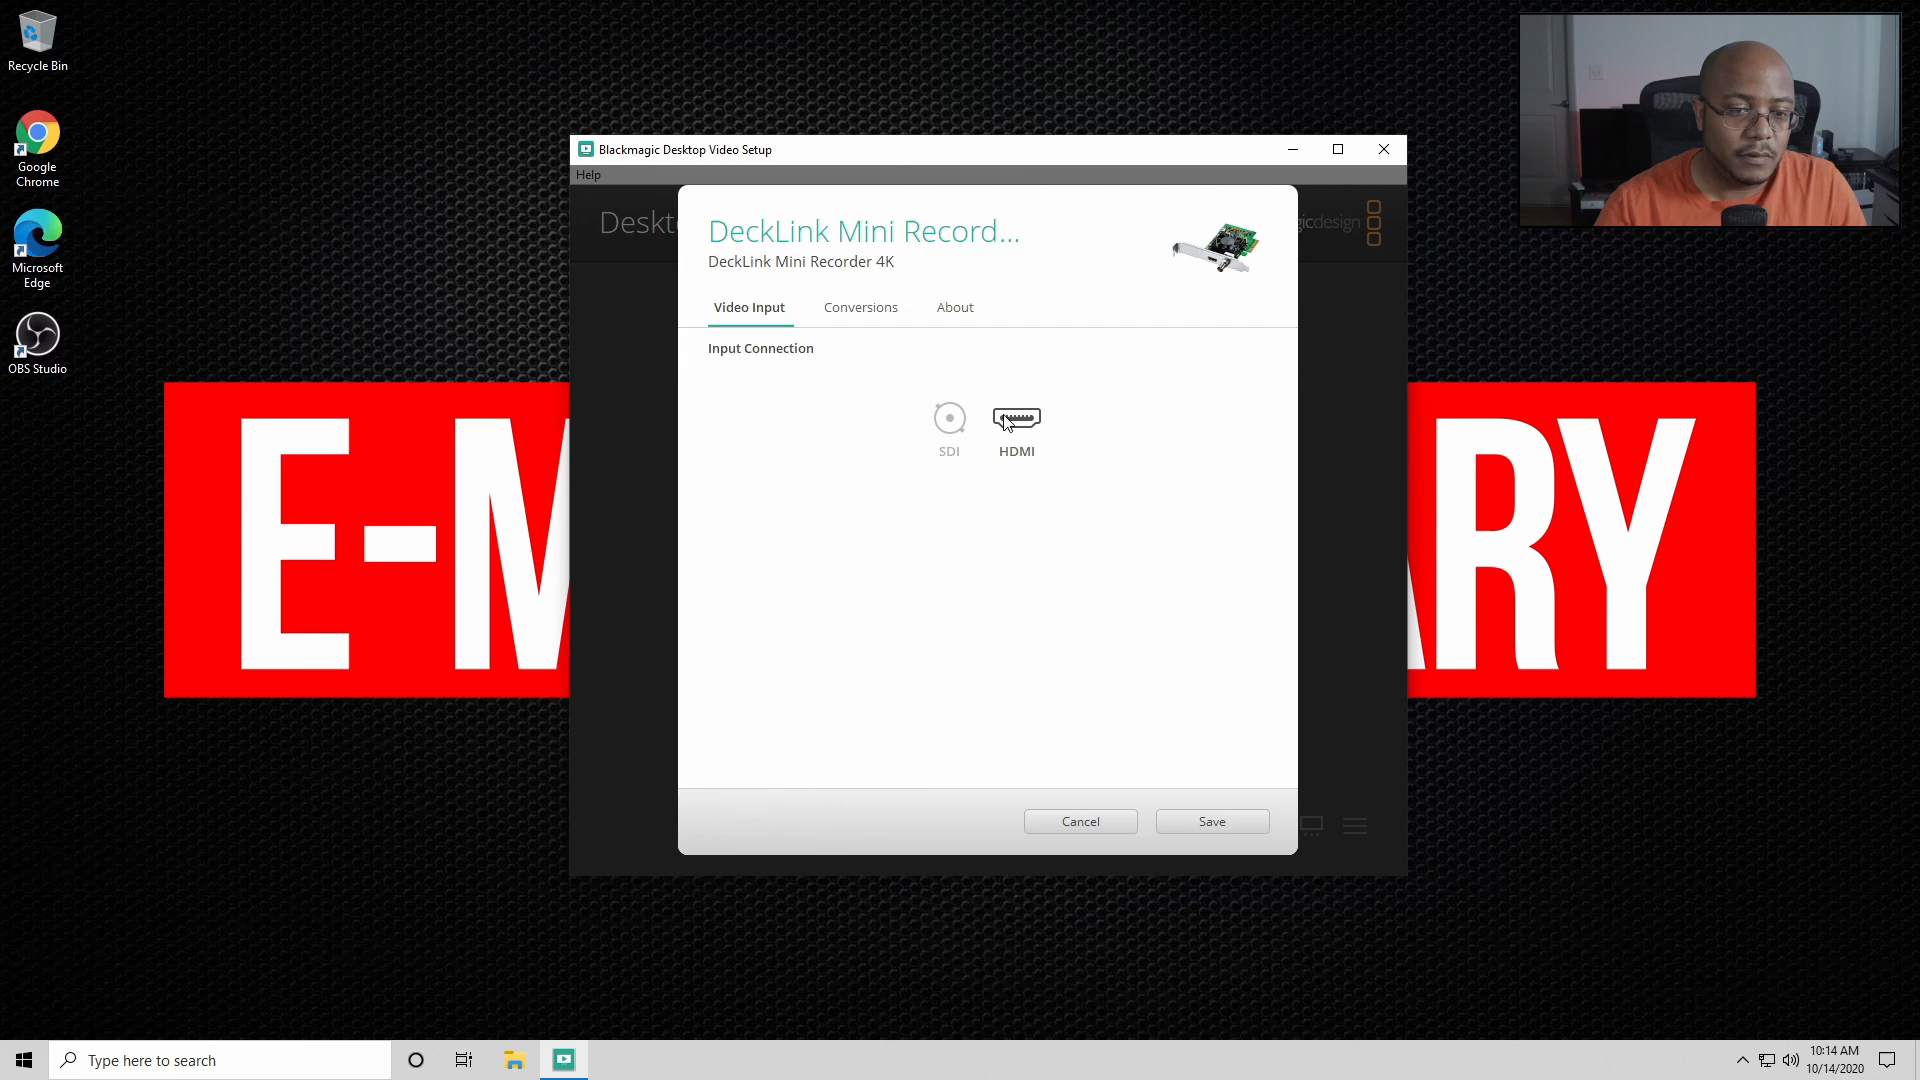 Recycle Bin
Google
Chrome
Microsoft
Edge
OBS Studio
Blackmagic Desktop Video Setup
Help
Deskt
gicdesign
DeckLink Mini Record...
DeckLink Mini Recorder 4K
Video Input
Conversions
About
Input Connection
SDI
HDMI
Cancel
Save
E-M
ARY
Type here to search
10:14 AM
10/14/2020